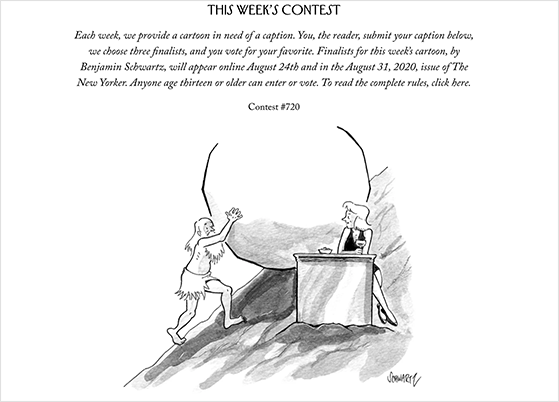 THIS WEEK'S CONTEST
Each week, we provide a cartoon in need of a caption. You, the reader, submit your caption below,
we choose three finalists, and you vote for your favorite. Finalists for this week's cartoon, by
Benjamin Schwartz, will appear online August 24th and in the August 31, 2020, issue of The
New Yorker. Anyone age thirteen or older can enter or vote. To read the complete rules, click here.
Contest #720
SCHWARTZ